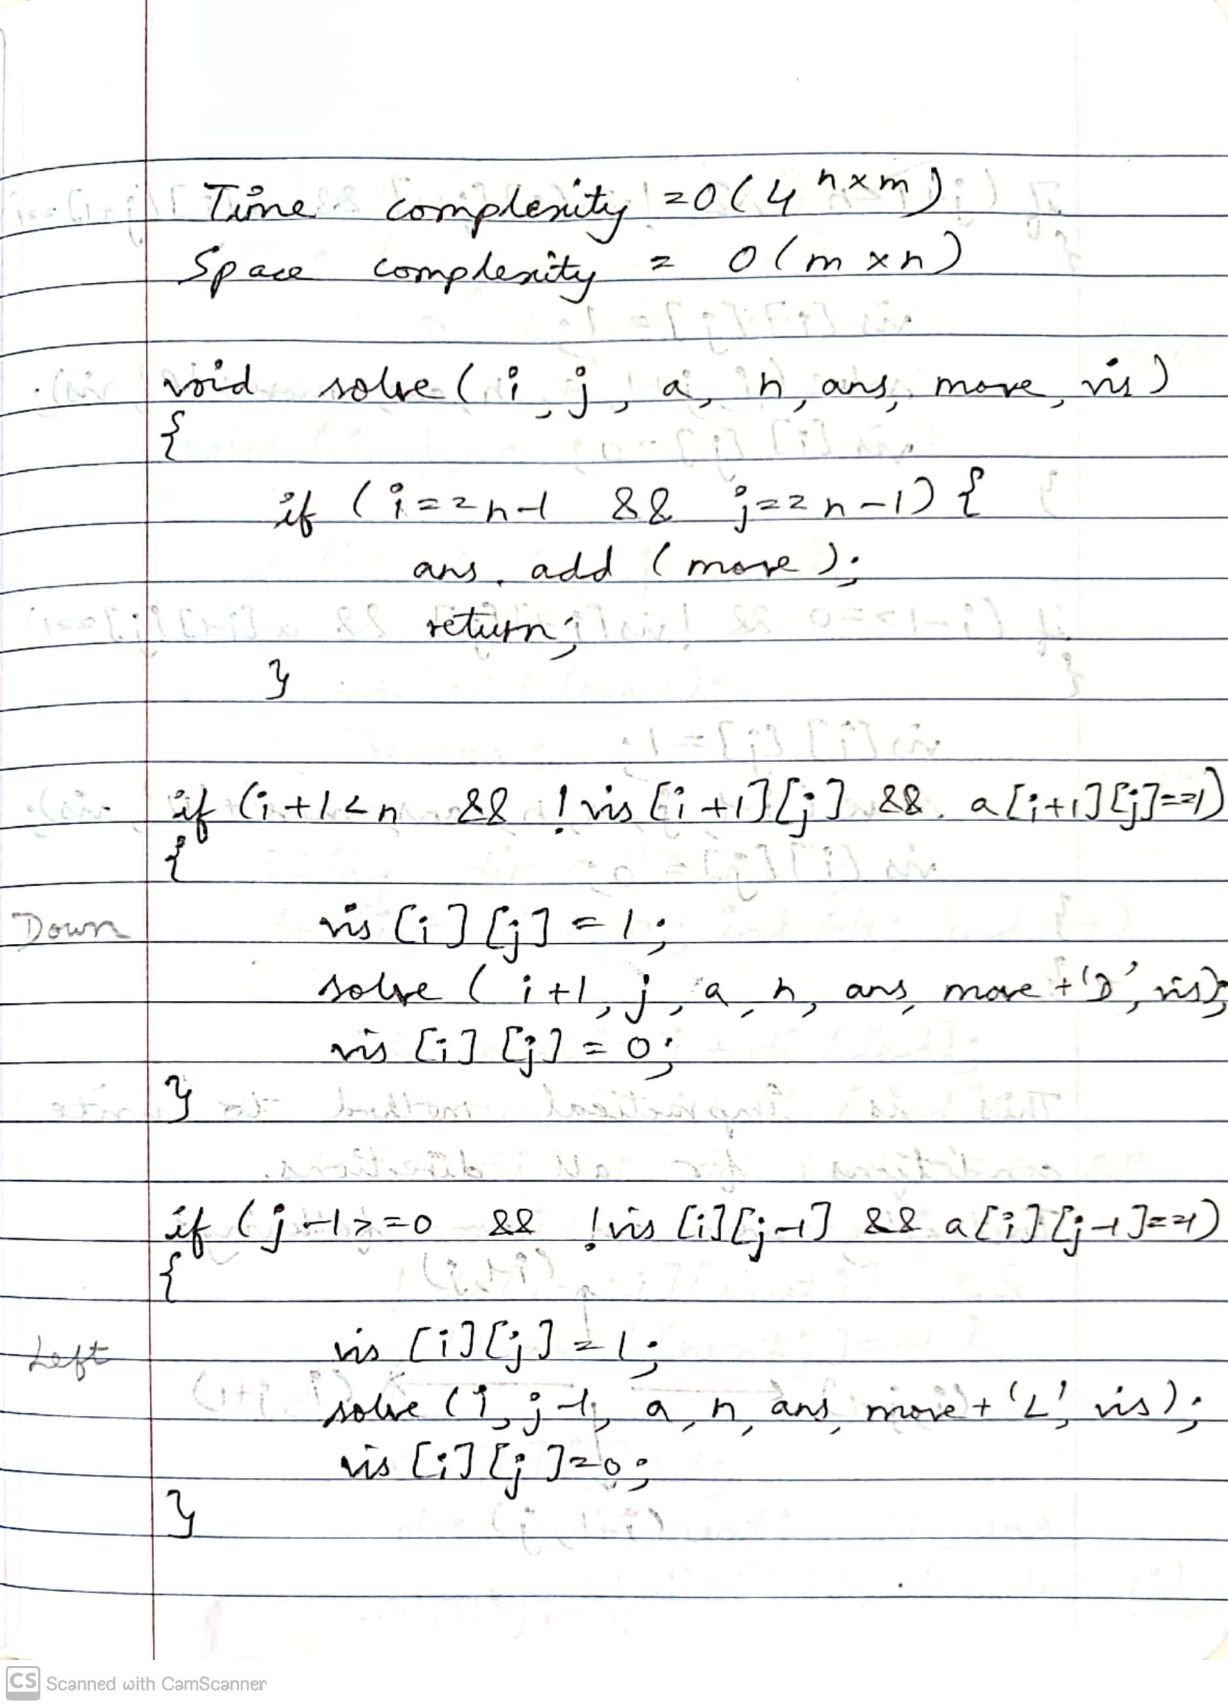 Time complexity = O(4^n×m)
Space complexity = O(m×n)
void solve(i, j, a, n, ans, move, vis)
{
if (i==n-1 && j==n-1) {
ans.add(move);
return;
}
if (i+1<n && !vis[i+1][j] && a[i+1][j]==1)
{
Down
vis[i][j]=1;
solve(i+1, j, a, n, ans, move+'D', vis);
vis[i][j]=0;
}
if (j-1>=0 && !vis[i][j-1] && a[i][j-1]==1)
{
Left
vis[i][j]=1;
solve(i, j-1, a, n, ans, move+'L', vis);
vis[i][j]=0;
}
CS Scanned with CamScanner